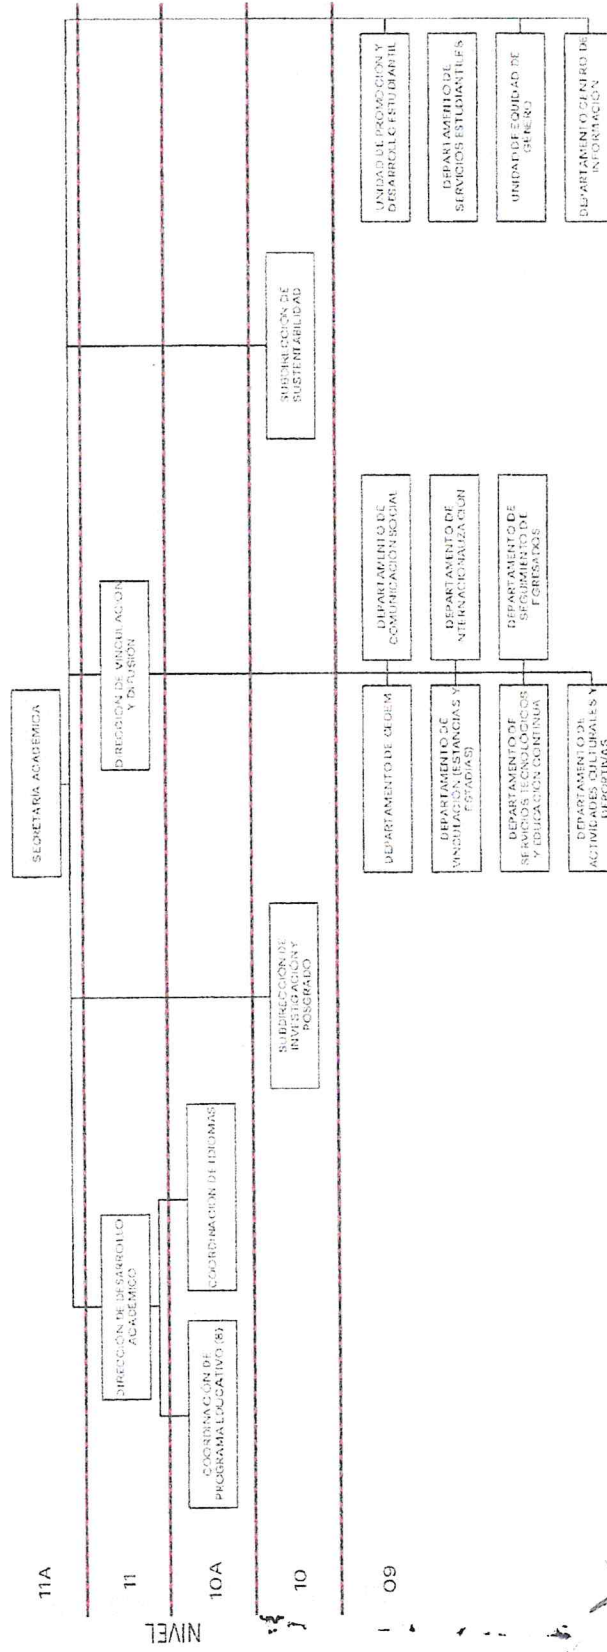 NIVEL
11A
11
10A
10
09
SECRETARÍA ACADÉMICA
DIRECCIÓN DE DESARROLLO
ACADÉMICO
DIRECCIÓN DE VINCULACIÓN
Y DIFUSIÓN
COORDINACIÓN DE
PROGRAMA EDUCATIVO (8)
COORDINACIÓN DE IDIOMAS
SUBDIRECCIÓN DE
INVESTIGACIÓN Y
POSGRADO
SUBDIRECCIÓN DE
SUSTENTABILIDAD
DEPARTAMENTO DE
DEPARTAMENTO DE
COMUNICACIÓN SOCIAL
UNIDAD DE PROMOCIÓN Y
DESARROLLO ESTUDIANTIL
DEPARTAMENTO DE
VINCULACIÓN (ESTANCIAS Y
ESTADÍAS)
DEPARTAMENTO DE
INTERNACIONALIZACIÓN
DEPARTAMENTO DE
SERVICIOS ESTUDIANTILES
DEPARTAMENTO DE
SERVICIOS TECNOLÓGICOS
Y EDUCACIÓN CONTINUA
DEPARTAMENTO DE
SEGUIMIENTO DE
EGRESADOS
UNIDAD DE EQUIDAD DE
GÉNERO
DEPARTAMENTO DE
ACTIVIDADES CULTURALES Y
DEPORTIVAS
DEPARTAMENTO CENTRO DE
INFORMACIÓN